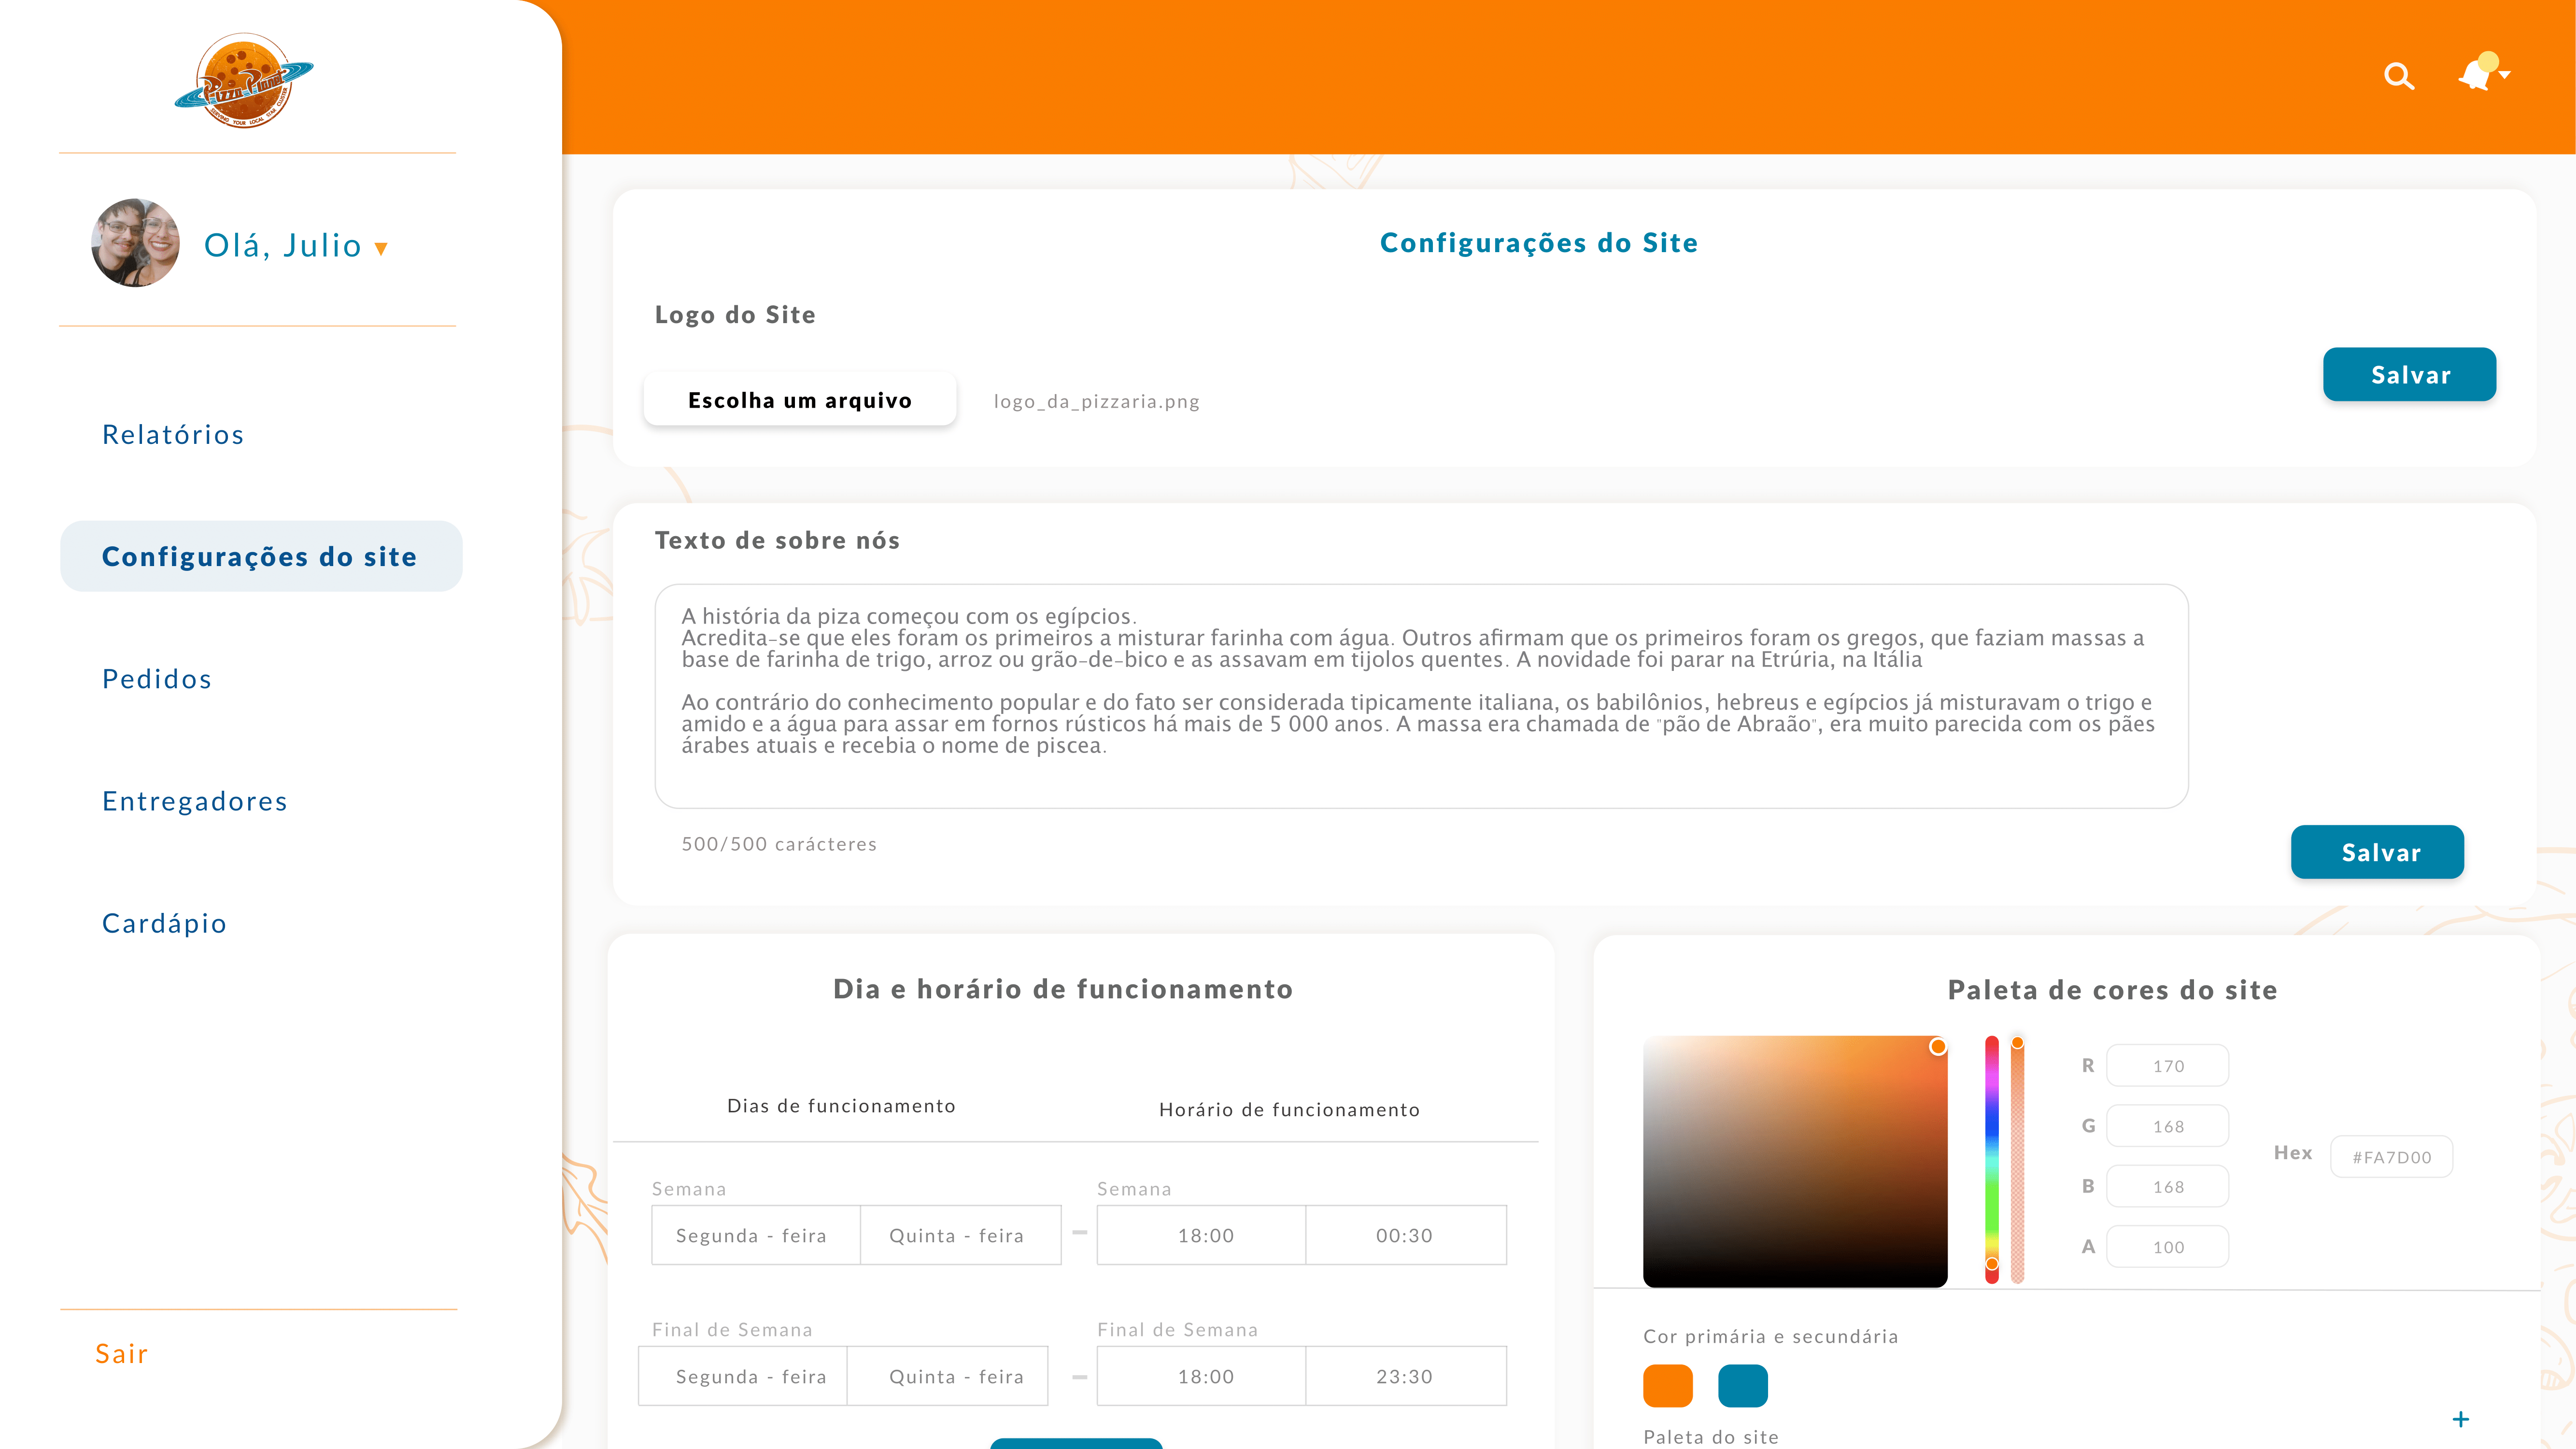 Pizza Planet
SERVING YOUR LOCAL STAR CLUSTER
Olá, Julio
Relatórios
Configurações do site
Pedidos
Entregadores
Cardápio
Sair
Configurações do Site
Logo do Site
Escolha um arquivo
logo_da_pizzaria.png
Salvar
Texto de sobre nós
A história da piza começou com os egípcios.
Acredita-se que eles foram os primeiros a misturar farinha com água. Outros afirmam que os primeiros foram os gregos, que faziam massas a
base de farinha de trigo, arroz ou grão-de-bico e as assavam em tijolos quentes. A novidade foi parar na Etrúria, na Itália
Ao contrário do conhecimento popular e do fato ser considerada tipicamente italiana, os babilônios, hebreus e egípcios já misturavam o trigo e
amido e a água para assar em fornos rústicos há mais de 5 000 anos. A massa era chamada de "pão de Abraão", era muito parecida com os pães
árabes atuais e recebia o nome de piscea.
500/500 carácteres
Salvar
Dia e horário de funcionamento
Dias de funcionamento
Horário de funcionamento
Semana
Segunda - feira
Quinta - feira
Semana
18:00
00:30
Final de Semana
Segunda - feira
Quinta - feira
Final de Semana
18:00
23:30
Paleta de cores do site
R 170
G 168
B 168
A 100
Hex #FA7D00
Cor primária e secundária
+
Paleta do site